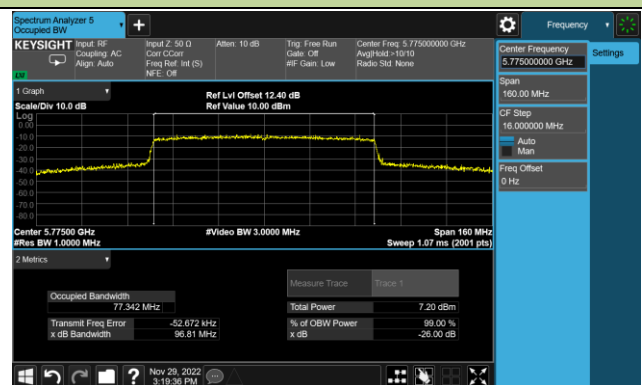 Spectrum Analyzer 5
Occupied BW
Frequency
KEYSIGHT
Input: RF
Coupling: AC
Align: Auto
Input Z: 50 Ω
Corr CCorr
Freq Ref: Int (S)
NFE: Off
Atten: 10 dB
Trig: Free Run
Gate: Off
#IF Gain: Low
Center Freq: 5.775000000 GHz
Avg|Hold:>10/10
Radio Std: None
Center Frequency
5.775000000 GHz
Settings
Span
160.00 MHz
CF Step
16.000000 MHz
Auto
Man
Freq Offset
0 Hz
1 Graph
Scale/Div 10.0 dB
Ref Lvl Offset 12.40 dB
Ref Value 10.00 dBm
Log
0.00
-10.0
-20.0
-30.0
-40.0
-50.0
-60.0
-70.0
-80.0
Center 5.77500 GHz
#Res BW 1.0000 MHz
#Video BW 3.0000 MHz
Span 160 MHz
Sweep 1.07 ms (2001 pts)
2 Metrics
Measure Trace
Trace 1
Occupied Bandwidth
77.342 MHz
Total Power
7.20 dBm
Transmit Freq Error
-52.672 kHz
% of OBW Power
99.00 %
x dB Bandwidth
96.81 MHz
x dB
-26.00 dB
Nov 29, 2022
3:19:36 PM